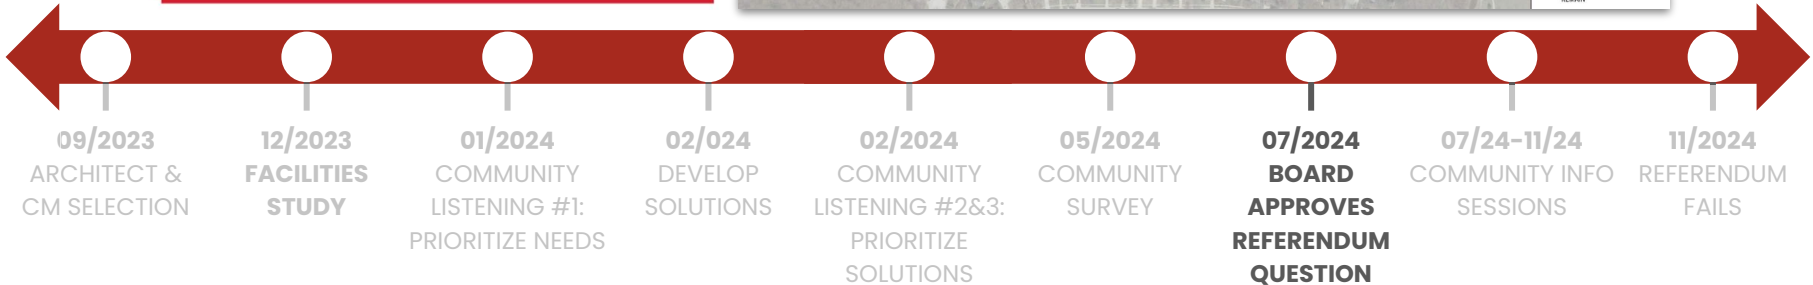 REMAIN
09/2023
ARCHITECT &
CM SELECTION
12/2023
FACILITIES
STUDY
01/2024
COMMUNITY
LISTENING #1:
PRIORITIZE NEEDS
02/024
DEVELOP
SOLUTIONS
02/2024
COMMUNITY
LISTENING #2&3:
PRIORITIZE
SOLUTIONS
05/2024
COMMUNITY
SURVEY
07/2024
BOARD
APPROVES
REFERENDUM
QUESTION
07/24-11/24
COMMUNITY INFO
SESSIONS
11/2024
REFERENDUM
FAILS